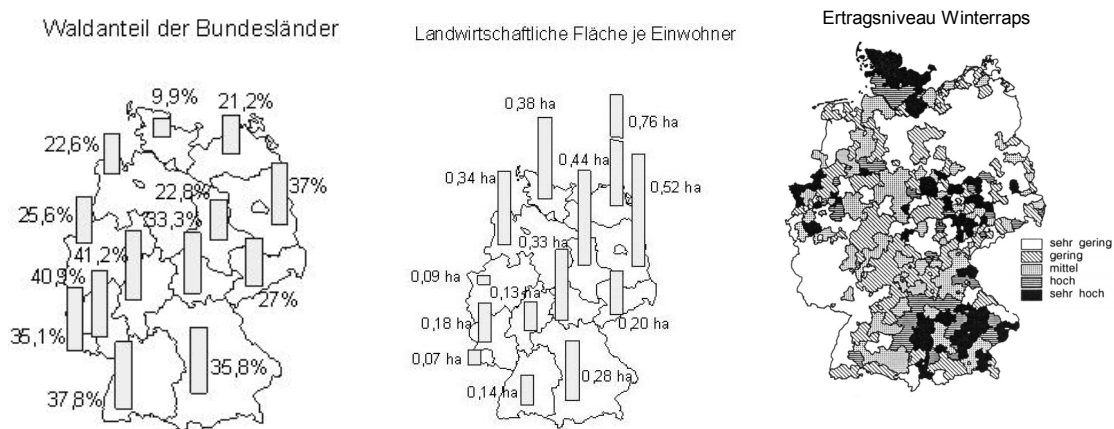 Waldanteil der Bundesländer
9,9%
21,2%
22,6%
22,8%
37%
25,6%
33,3%
41,2%
40,9%
27%
35,1%
35,8%
37,8%
Landwirtschaftliche Fläche je Einwohner
0,38 ha
0,76 ha
0,44 ha
0,34 ha
0,52 ha
0,33 ha
0,09 ha
0,13 ha
0,18 ha
0,20 ha
0,07 ha
0,28 ha
0,14 ha
Ertragsniveau Winterraps
sehr gering
gering
mittel
hoch
sehr hoch